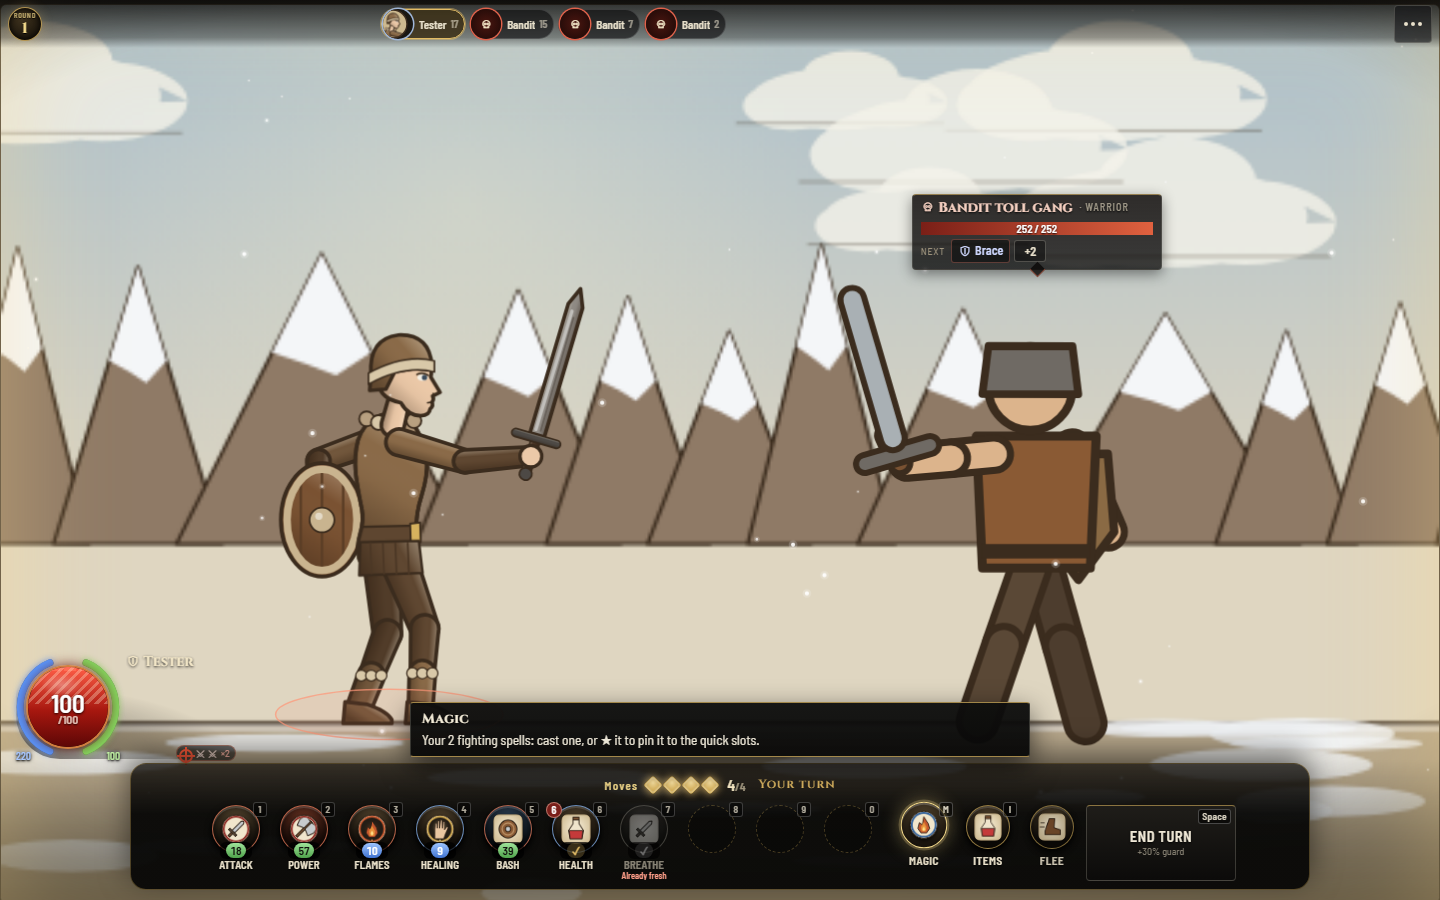 ROUND
1
Tester 17
Bandit 15
Bandit 7
Bandit 2
BANDIT TOLL GANG · WARRIOR
252 / 252
NEXT Brace +2
TESTER
100
/100
220
100
×2
MAGIC
Your 2 fighting spells: cast one, or ★ it to pin it to the quick slots.
Moves 4/4 YOUR TURN
1
18
ATTACK
2
57
POWER
3
10
FLAMES
4
9
HEALING
5
39
BASH
6
6
HEALTH
7
BREATHE
Already fresh
8
9
0
M
MAGIC
I
ITEMS
FLEE
Space
END TURN
+30% guard